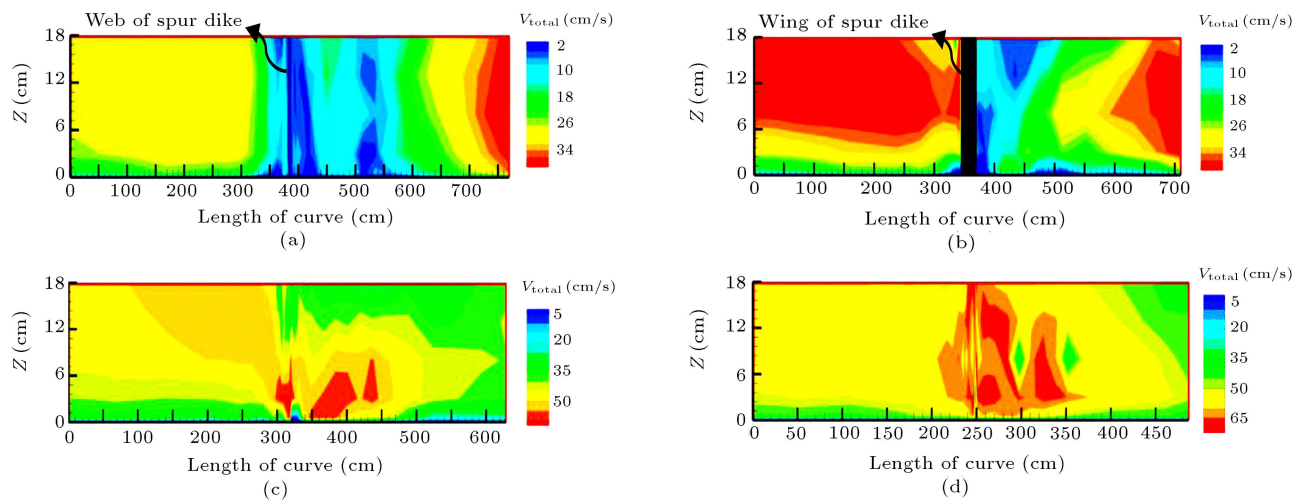 Web of spur dike
V_total (cm/s)
18
12
6
0
Z (cm)
2
10
18
26
34
0 100 200 300 400 500 600 700
Length of curve (cm)
(a)
Wing of spur dike
V_total (cm/s)
18
12
6
0
Z (cm)
2
10
18
26
34
0 100 200 300 400 500 600 700
Length of curve (cm)
(b)
V_total (cm/s)
18
12
6
0
Z (cm)
5
20
35
50
0 100 200 300 400 500 600
Length of curve (cm)
(c)
V_total (cm/s)
18
12
6
0
Z (cm)
5
20
35
50
65
0 50 100 150 200 250 300 350 400 450
Length of curve (cm)
(d)